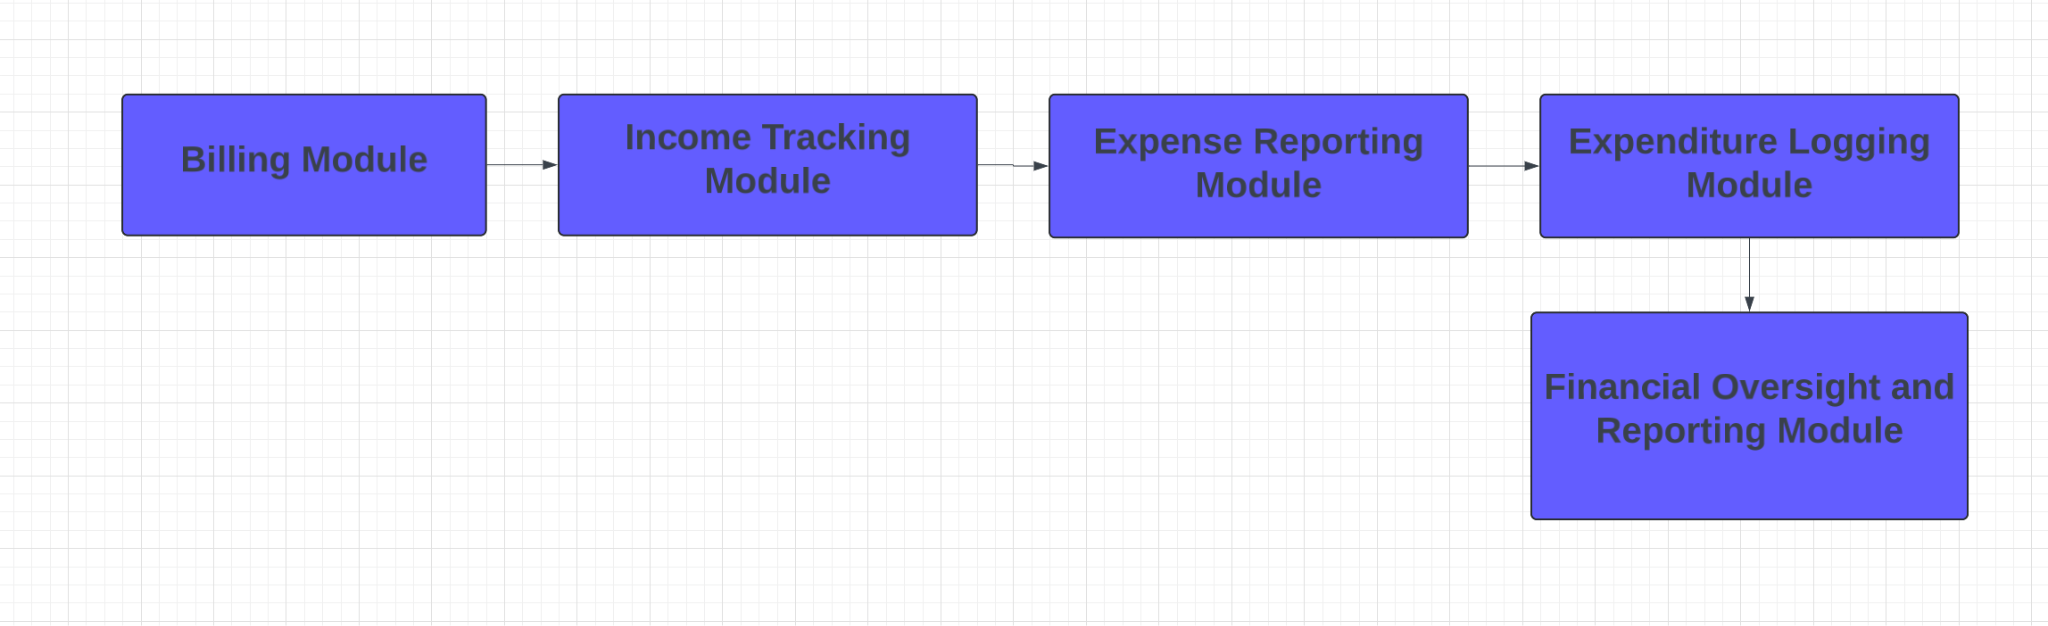 Billing Module
Income Tracking
Module
Expense Reporting
Module
Expenditure Logging
Module
Financial Oversight and
Reporting Module